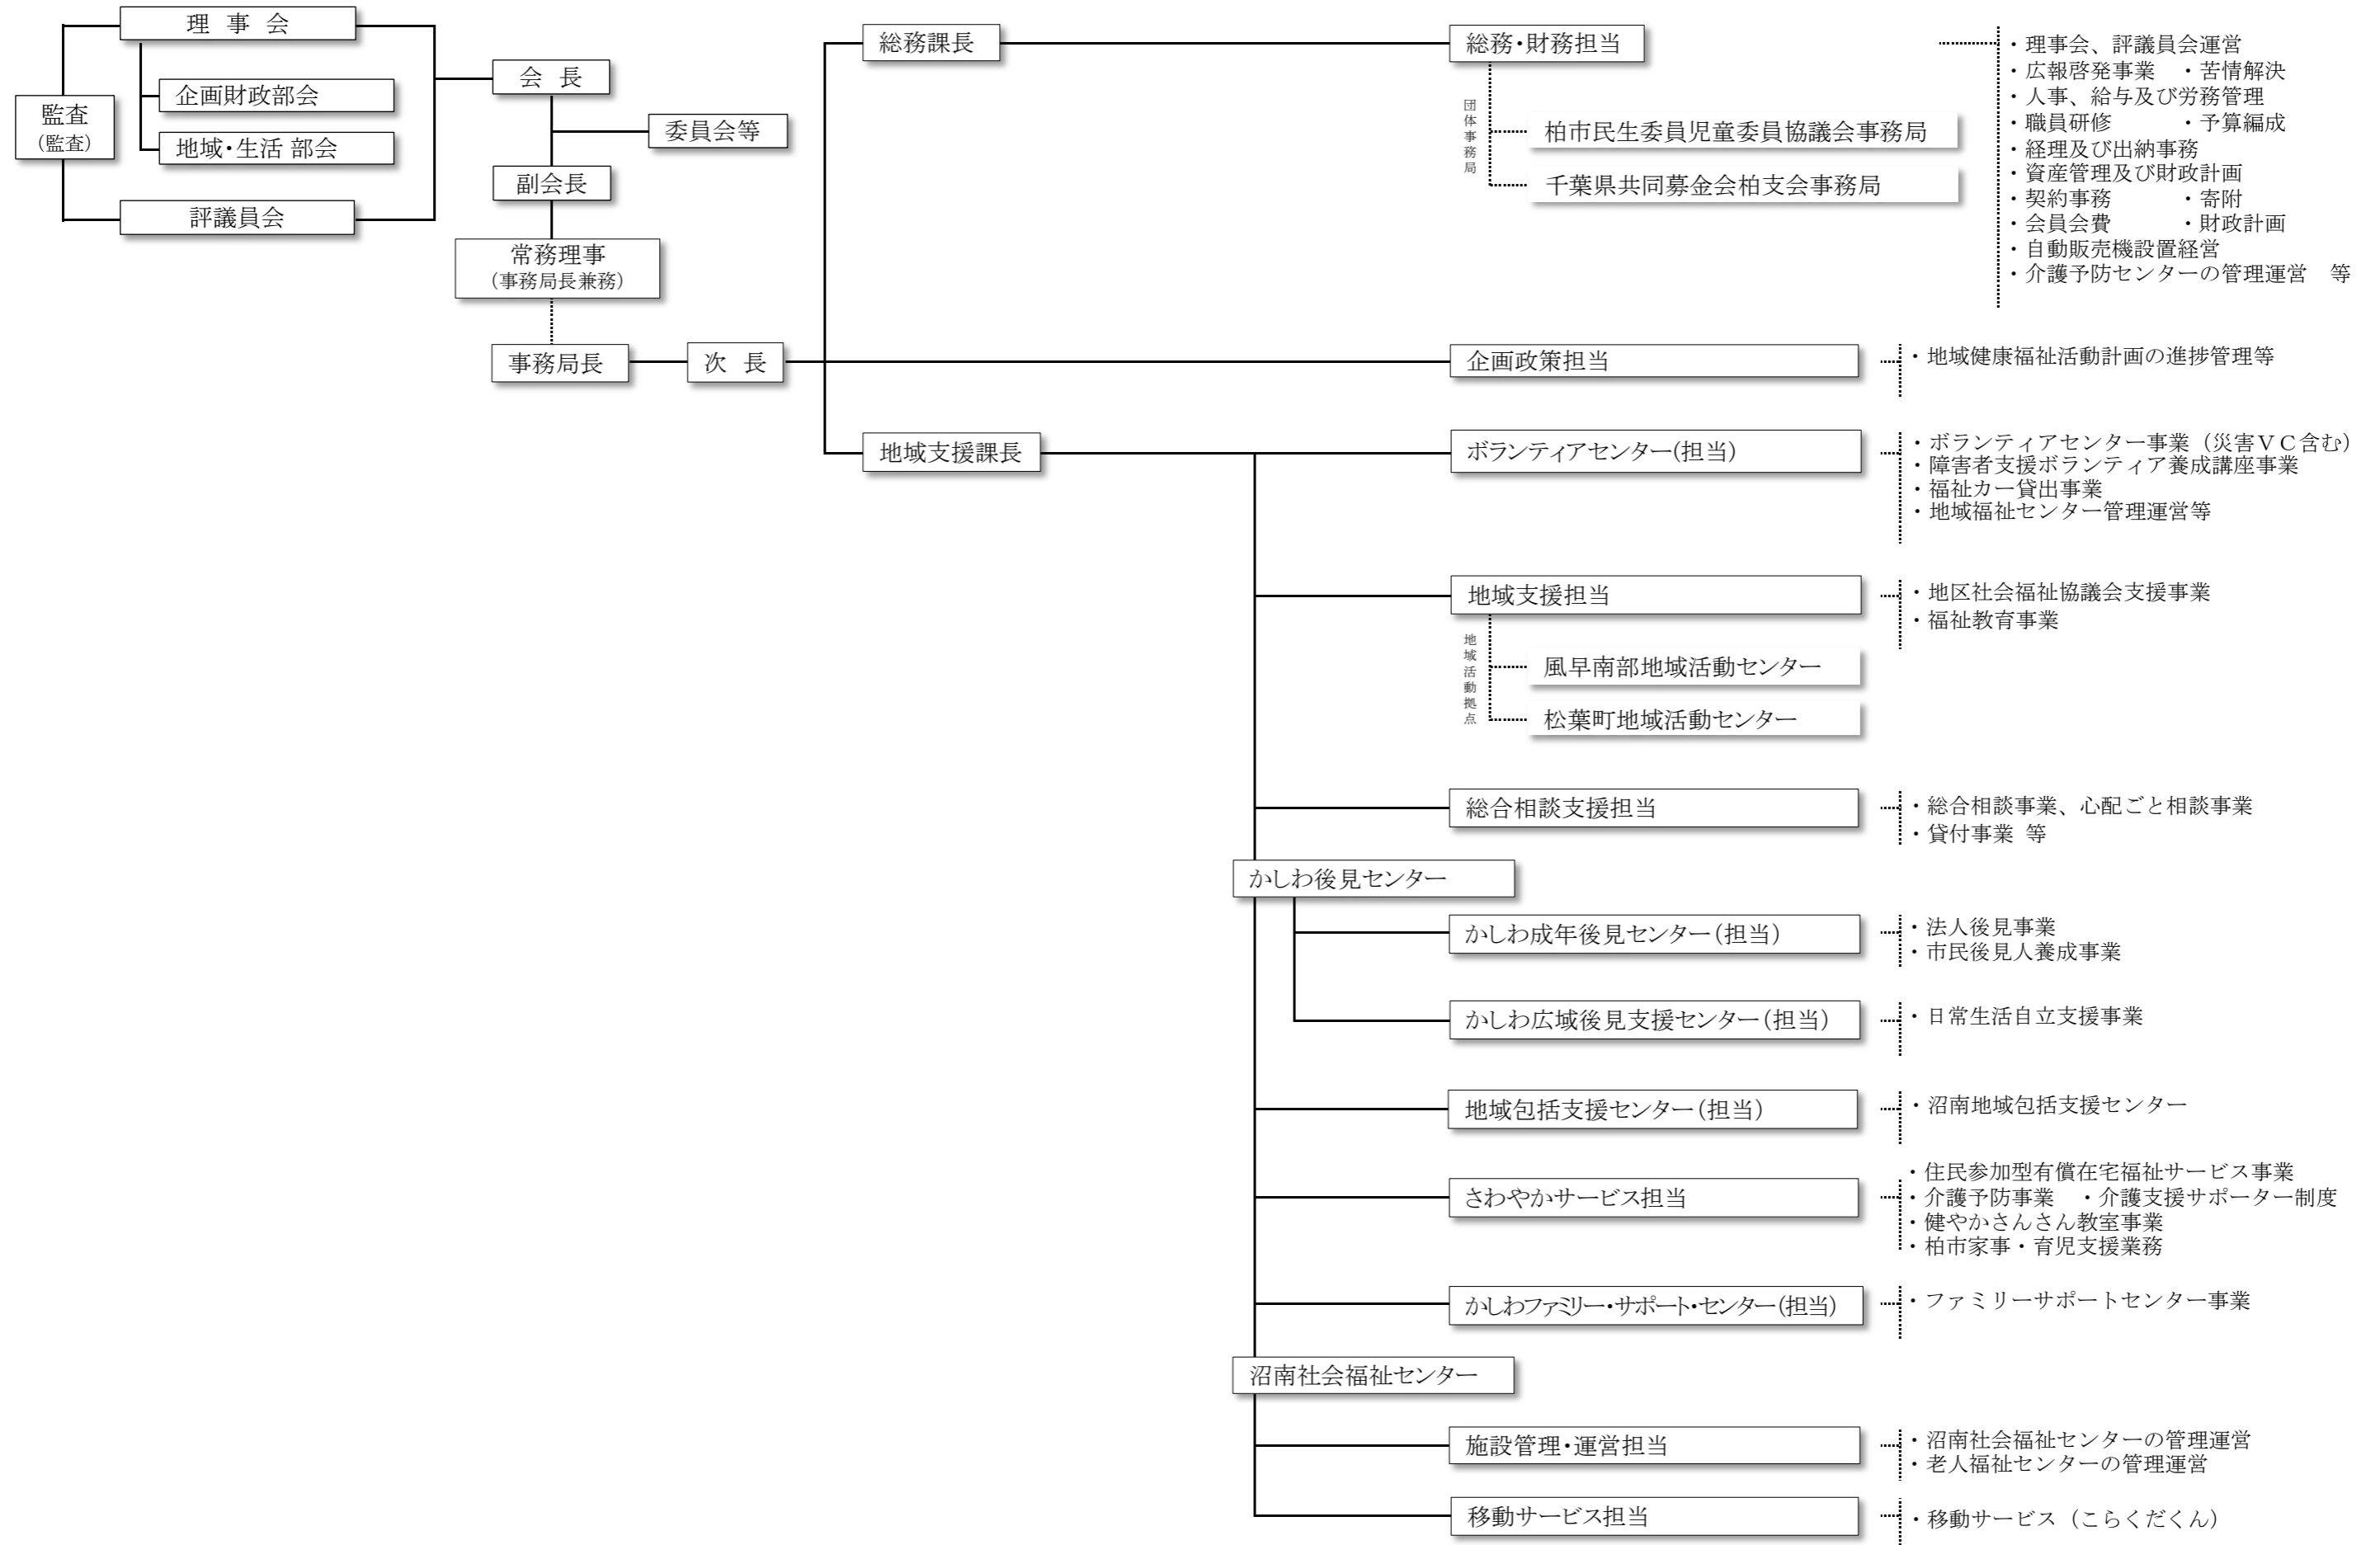 理 事 会
企画財政部会
地域・生活 部会
監査
（監査）
評議員会
会 長
委員会等
副会長
常務理事
（事務局長兼務）
事務局長
次 長
総務課長
総務・財務担当
団体事務局
柏市民生委員児童委員協議会事務局
千葉県共同募金会柏支会事務局
・理事会、評議員会運営
・広報啓発事業 ・苦情解決
・人事、給与及び労務管理
・職員研修 ・予算編成
・経理及び出納事務
・資産管理及び財政計画
・契約事務 ・寄附
・会員会費 ・財政計画
・自動販売機設置経営
・介護予防センターの管理運営 等
企画政策担当
・地域健康福祉活動計画の進捗管理等
地域支援課長
ボランティアセンター（担当）
・ボランティアセンター事業（災害ＶＣ含む）
・障害者支援ボランティア養成講座事業
・福祉カー貸出事業
・地域福祉センター管理運営等
地域支援担当
・地区社会福祉協議会支援事業
・福祉教育事業
地域活動拠点
風早南部地域活動センター
松葉町地域活動センター
総合相談支援担当
・総合相談事業、心配ごと相談事業
・貸付事業 等
かしわ後見センター
かしわ成年後見センター（担当）
・法人後見事業
・市民後見人養成事業
かしわ広域後見支援センター（担当）
・日常生活自立支援事業
地域包括支援センター（担当）
・沼南地域包括支援センター
さわやかサービス担当
・住民参加型有償在宅福祉サービス事業
・介護予防事業 ・介護支援サポーター制度
・健やかさんさん教室事業
・柏市家事・育児支援業務
かしわファミリー・サポート・センター（担当）
・ファミリーサポートセンター事業
沼南社会福祉センター
施設管理・運営担当
・沼南社会福祉センターの管理運営
・老人福祉センターの管理運営
移動サービス担当
・移動サービス（こらくだくん）